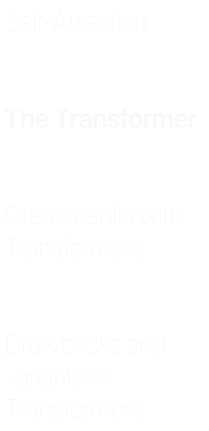 Self-Attention
The Transformer
Great results with
Transformers
Drawbacks and
variants of
Transformers